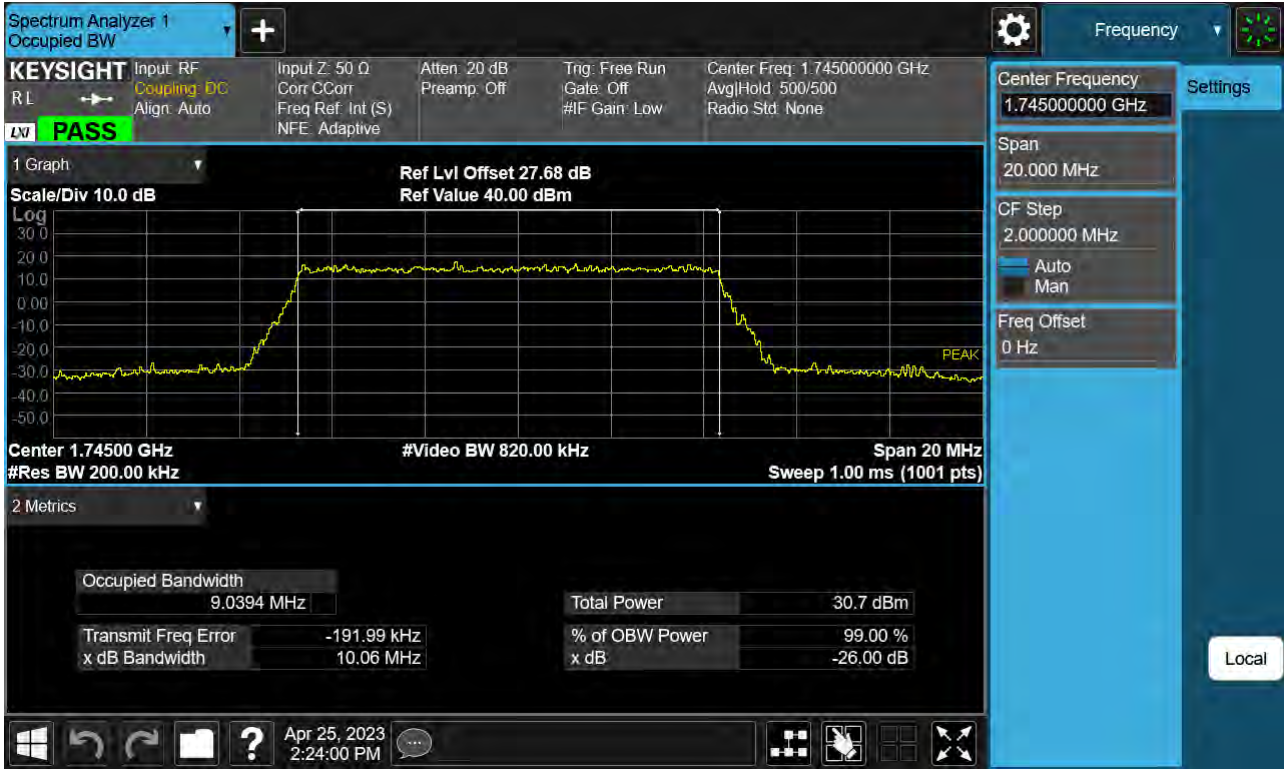 Spectrum Analyzer 1
Occupied BW
+
Frequency
KEYSIGHT
R L
LXI
PASS
Input: RF
Coupling: DC
Align: Auto
Input Z: 50 Ω
Corr CCorr
Freq Ref: Int (S)
NFE: Adaptive
Atten: 20 dB
Preamp: Off
Trig: Free Run
Gate: Off
#IF Gain: Low
Center Freq: 1.745000000 GHz
Avg|Hold: 500/500
Radio Std: None
1 Graph
Scale/Div 10.0 dB
Ref Lvl Offset 27.68 dB
Ref Value 40.00 dBm
Log
30.0
20.0
10.0
0.00
-10.0
-20.0
-30.0
-40.0
-50.0
PEAK
Center 1.74500 GHz
#Video BW 820.00 kHz
Span 20 MHz
#Res BW 200.00 kHz
Sweep 1.00 ms (1001 pts)
2 Metrics
Occupied Bandwidth
9.0394 MHz
Total Power 30.7 dBm
Transmit Freq Error -191.99 kHz
% of OBW Power 99.00 %
x dB Bandwidth 10.06 MHz
x dB -26.00 dB
Center Frequency
1.745000000 GHz
Settings
Span
20.000 MHz
CF Step
2.000000 MHz
Auto
Man
Freq Offset
0 Hz
Local
?
Apr 25, 2023
2:24:00 PM